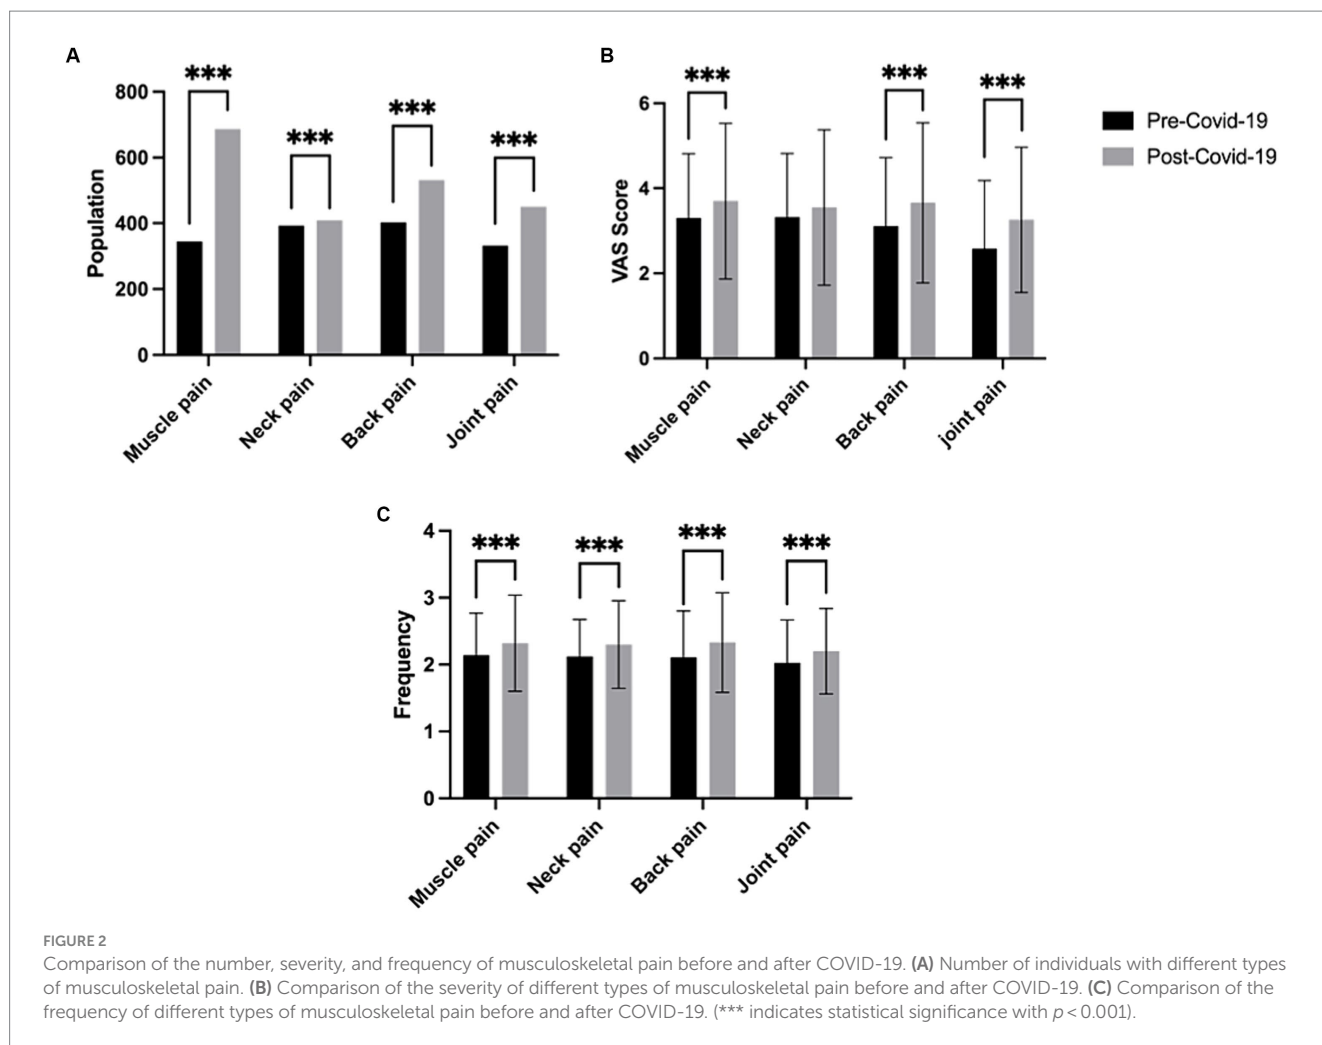 A
***
***
***
***
800
600
400
200
0
Population
Muscle pain
Neck pain
Back pain
Joint pain
B
***
***
***
6
4
2
0
VAS Score
Muscle pain
Neck pain
Back pain
joint pain
Pre-Covid-19
Post-Covid-19
C
***
***
***
***
4
3
2
1
0
Frequency
Muscle pain
Neck pain
Back pain
Joint pain
FIGURE 2
Comparison of the number, severity, and frequency of musculoskeletal pain before and after COVID-19. (A) Number of individuals with different types
of musculoskeletal pain. (B) Comparison of the severity of different types of musculoskeletal pain before and after COVID-19. (C) Comparison of the
frequency of different types of musculoskeletal pain before and after COVID-19. (*** indicates statistical significance with p < 0.001).